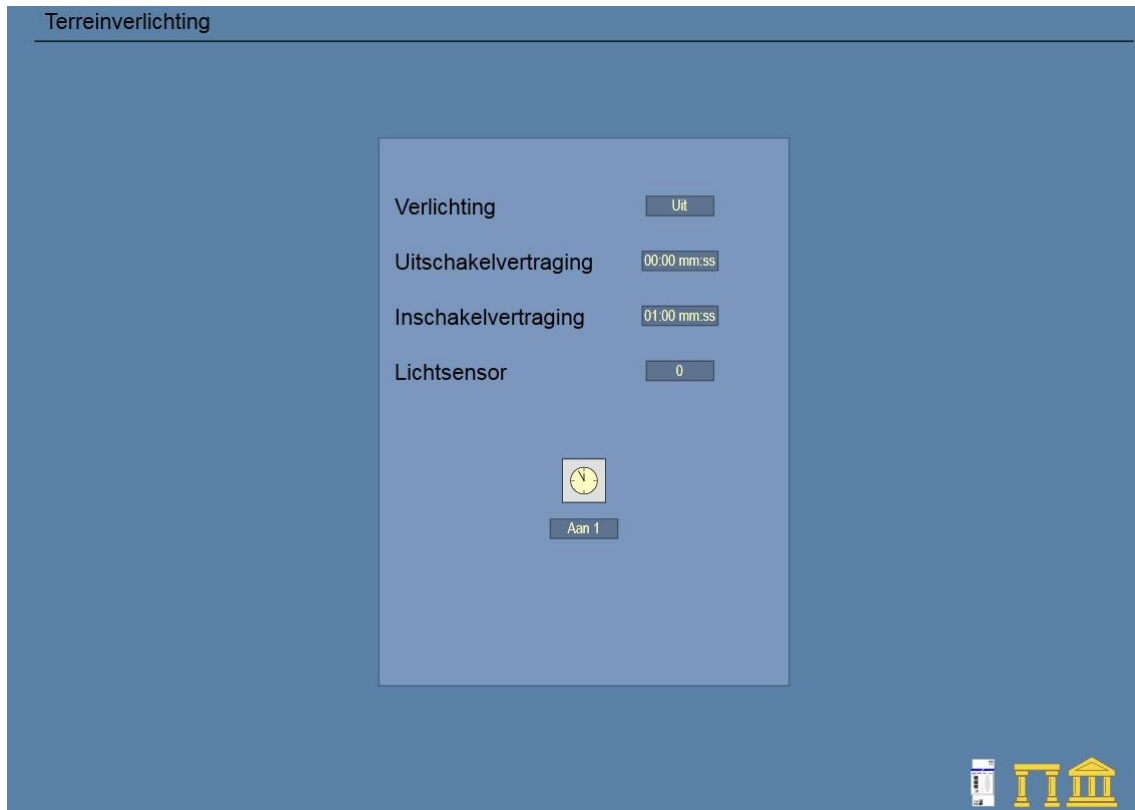 Terreinverlichting
Verlichting Uit
Uitschakelvertraging 00:00 mm:ss
Inschakelvertraging 01:00 mm:ss
Lichtsensor 0
Aan 1